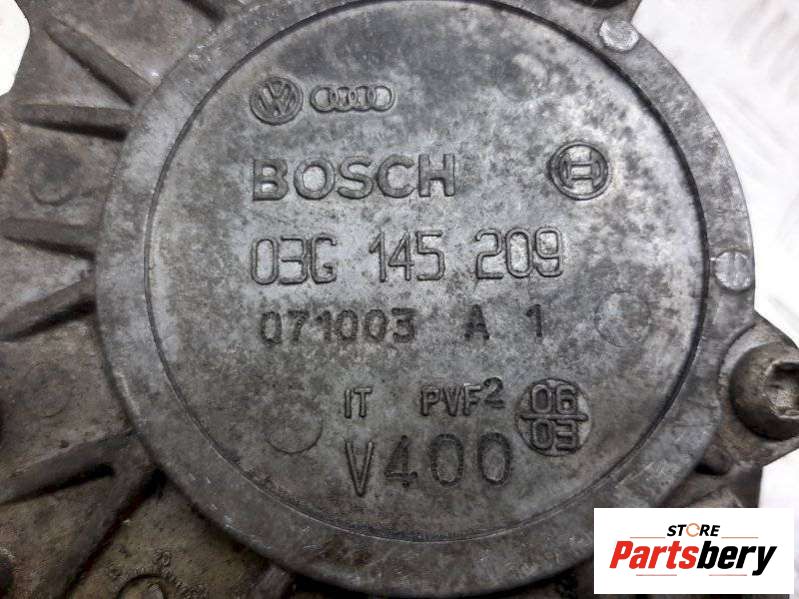 BOSCH
03G 145 209
071003 A 1
IT PVF2 06
03
V400
STORE
Partsbery